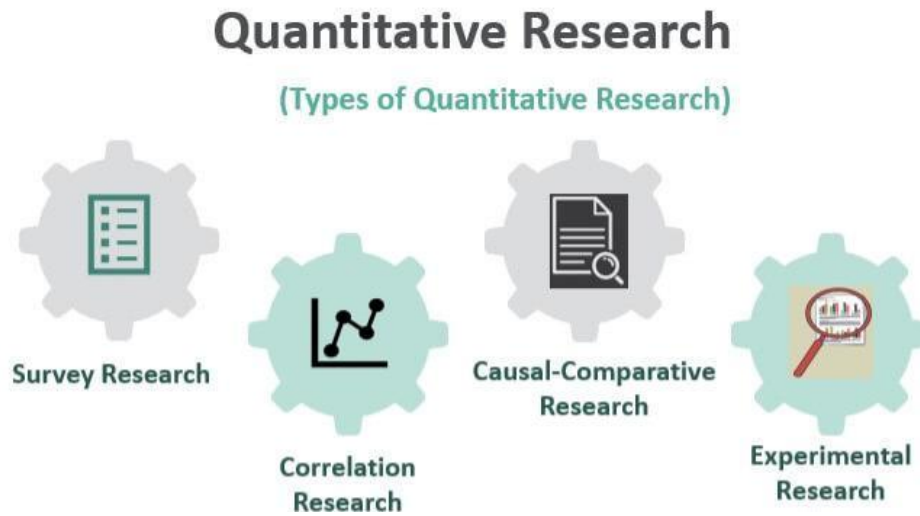 Quantitative Research
(Types of Quantitative Research)
Survey Research
Correlation
Research
Causal-Comparative
Research
Experimental
Research